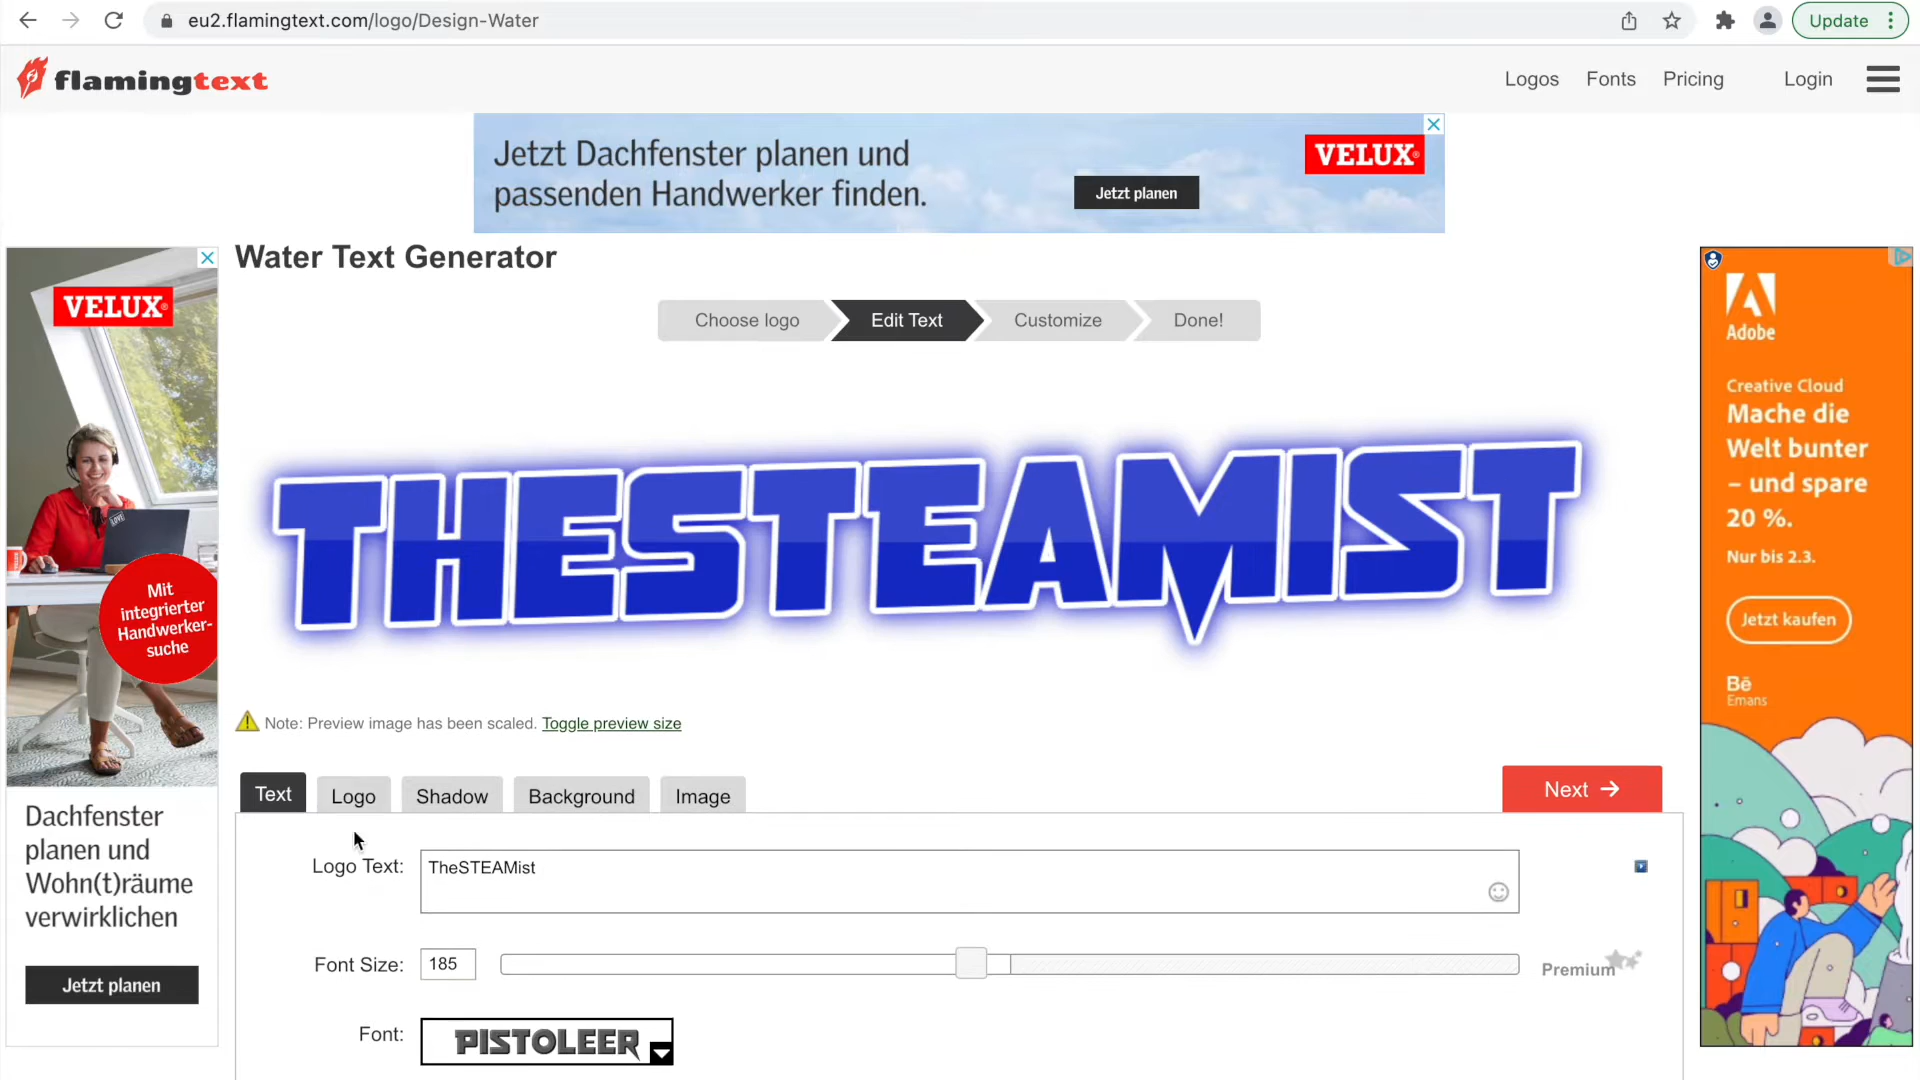 eu2.flamingtext.com/logo/Design-Water
Update
flamingtext
Logos
Fonts
Pricing
Login
Jetzt Dachfenster planen und
passenden Handwerker finden.
Jetzt planen
VELUX®
Water Text Generator
Choose logo
Edit Text
Customize
Done!
VELUX®
LOVE
Mit
integrierter
Handwerker-
suche
Dachfenster
planen und
Wohn(t)räume
verwirklichen
Jetzt planen
THESTEAMIST
Note: Preview image has been scaled. Toggle preview size
Text
Logo
Shadow
Background
Image
Next
Logo Text:
TheSTEAMist
Font Size:
185
Premium
Font:
PISTOLEER
Adobe
Creative Cloud
Mache die
Welt bunter
– und spare
20 %.
Nur bis 2.3.
Jetzt kaufen
Bē
Emans